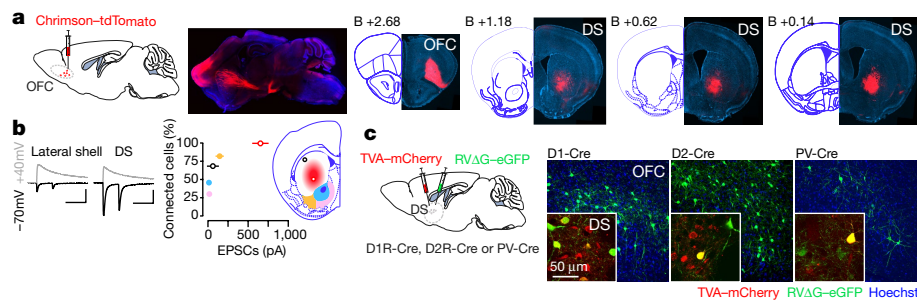 a
Chrimson–tdTomato
OFC
B +2.68
OFC
B +1.18
DS
B +0.62
DS
B +0.14
DS
b
+40mV
−70mV
Lateral shell
DS
Connected cells (%)
100
75
50
25
0
0
500
1,000
EPSCs (pA)
c
TVA–mCherry
RVΔG–eGFP
DS
D1R-Cre, D2R-Cre or PV-Cre
D1-Cre
D2-Cre
PV-Cre
OFC
DS
50 μm
TVA–mCherry RVΔG–eGFP Hoechst